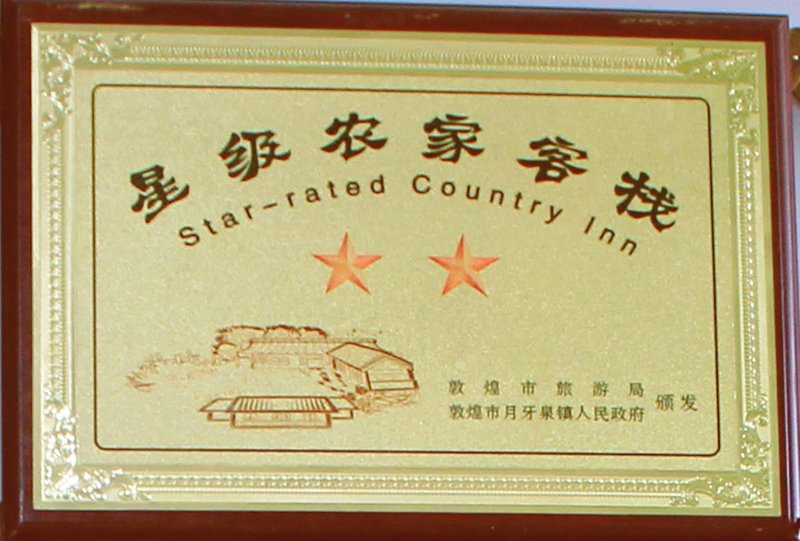 星级农家客栈
Star-rated Country Inn
敦煌市旅游局
敦煌市月牙泉镇人民政府 颁发